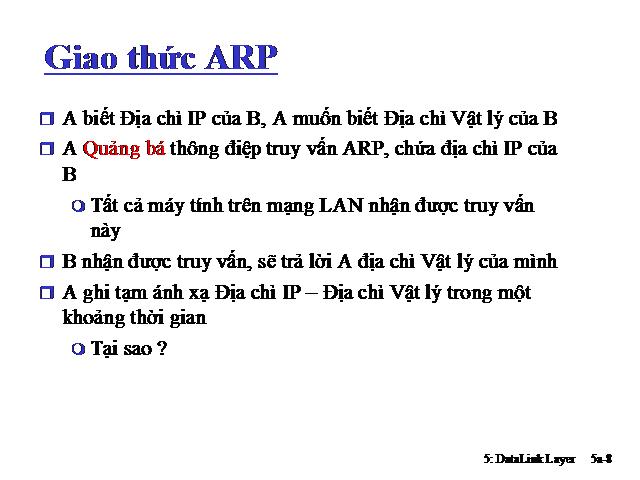 Giao thức ARP
A biết Địa chỉ IP của B, A muốn biết Địa chỉ Vật lý của B
A Quảng bá thông điệp truy vấn ARP, chứa địa chỉ IP của
B
Tất cả máy tính trên mạng LAN nhận được truy vấn
này
B nhận được truy vấn, sẽ trả lời A địa chỉ Vật lý của mình
A ghi tạm ánh xạ Địa chỉ IP – Địa chỉ Vật lý trong một
khoảng thời gian
Tại sao ?
5: DataLink Layer 5a-8